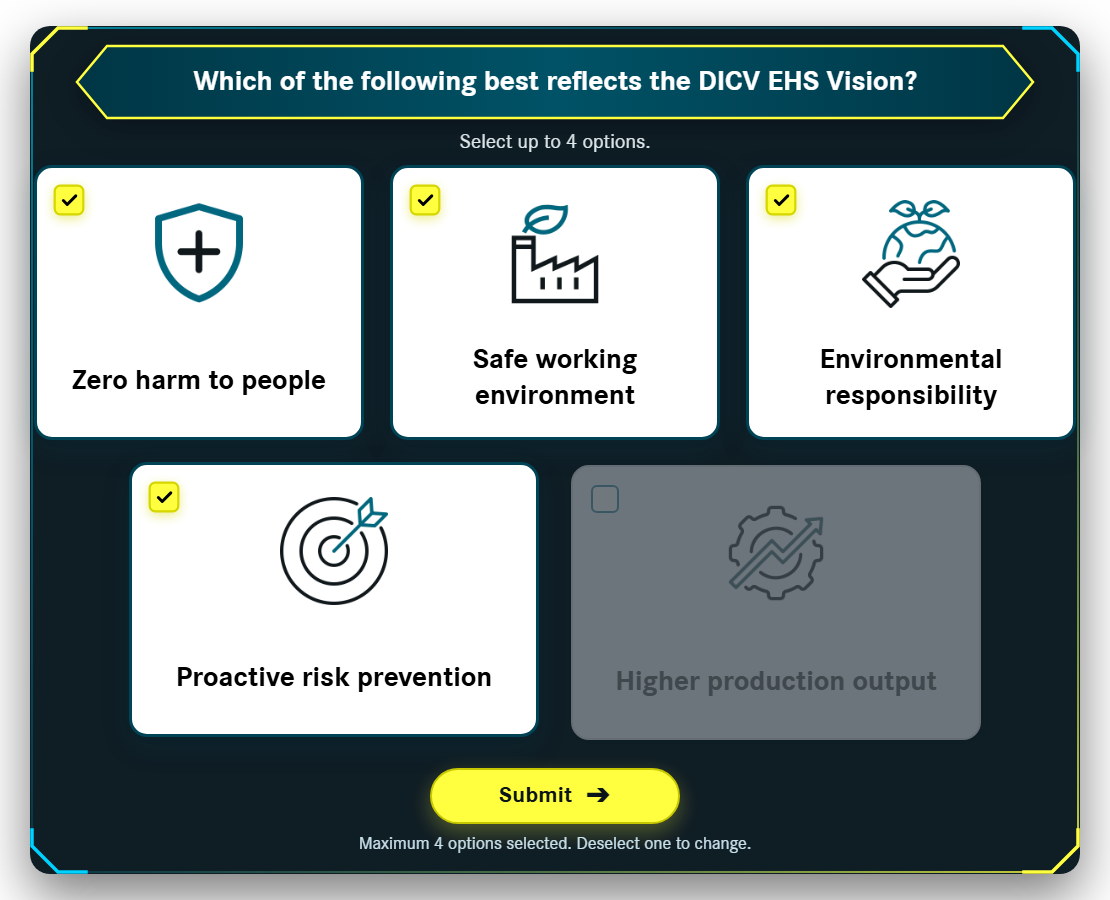 Which of the following best reflects the DICV EHS Vision?
Select up to 4 options.
Zero harm to people
Safe working
environment
Environmental
responsibility
Proactive risk prevention
Higher production output
Submit ➔
Maximum 4 options selected. Deselect one to change.